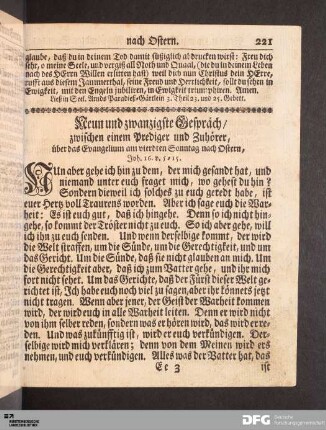 nach Ostern. 221
glaube, daß du in deinem Tod damit süßiglich aldrucken wirst: Freu dich
sehr, o meine Seele, und vergiß all Noth und Quaal, (die du in deinem Leben
nach des HErrn Willen erlitten hast) weil dich nun Christus dein HErre,
rufft aus diesem Jammerthal, seine Freud und Herrlichkeit, sollt du sehen in
Ewigkeit, mit den Engeln jubiliren, in Ewigkeit triumphiren. Amen.
Ließ in Seel. Arnds Paradieß-Gärtlein 3. Theil 23. und 25. Gebett.
Neun und zwanzigste Gespräch/
zwischen einem Prediger und Zuhörer,
über das Evangelium am vierdten Sonntag nach Ostern,
Joh. 16. v. 5.=15.
NUn aber gehe ich hin zu dem, der mich gesandt hat, und
niemand unter euch fraget mich, wo gehest du hin?
Sondern dieweil ich solches zu euch geredt habe, ist
euer Hertz voll Traurens worden. Aber ich sage euch die War-
heit: Es ist euch gut, daß ich hingehe. Denn so ich nicht hin-
gehe, so kommt der Tröster nicht zu euch. So ich aber gehe, will
ich ihn zu euch senden. Und wenn derselbige kommt, der wird
die Welt straffen, um die Sünde, um die Gerechtigkeit, und um
das Gericht. Um die Sünde, daß sie nicht glauben an mich. Um
die Gerechtigkeit aber, daß ich zum Vatter gehe, und ihr mich
fort nicht sehet. Um das Gerichte, daß der Fürst dieser Welt ge-
richtet ist. Ich habe euch noch viel zu sagen, aber ihr könnets jetzt
nicht tragen. Wenn aber jener, der Geist der Warheit kommen
wird, der wird euch in alle Warheit leiten. Denn er wird nicht
von ihm selber reden, sondern was er hören wird, das wird er re-
den. Und was zukünfftig ist, wird er euch verkündigen. Der-
selbige wird mich verklären; denn von dem Meinen wird ers
nehmen, und euch verkündigen. Alles was der Vatter hat, das
Ee 3 ist
DFG